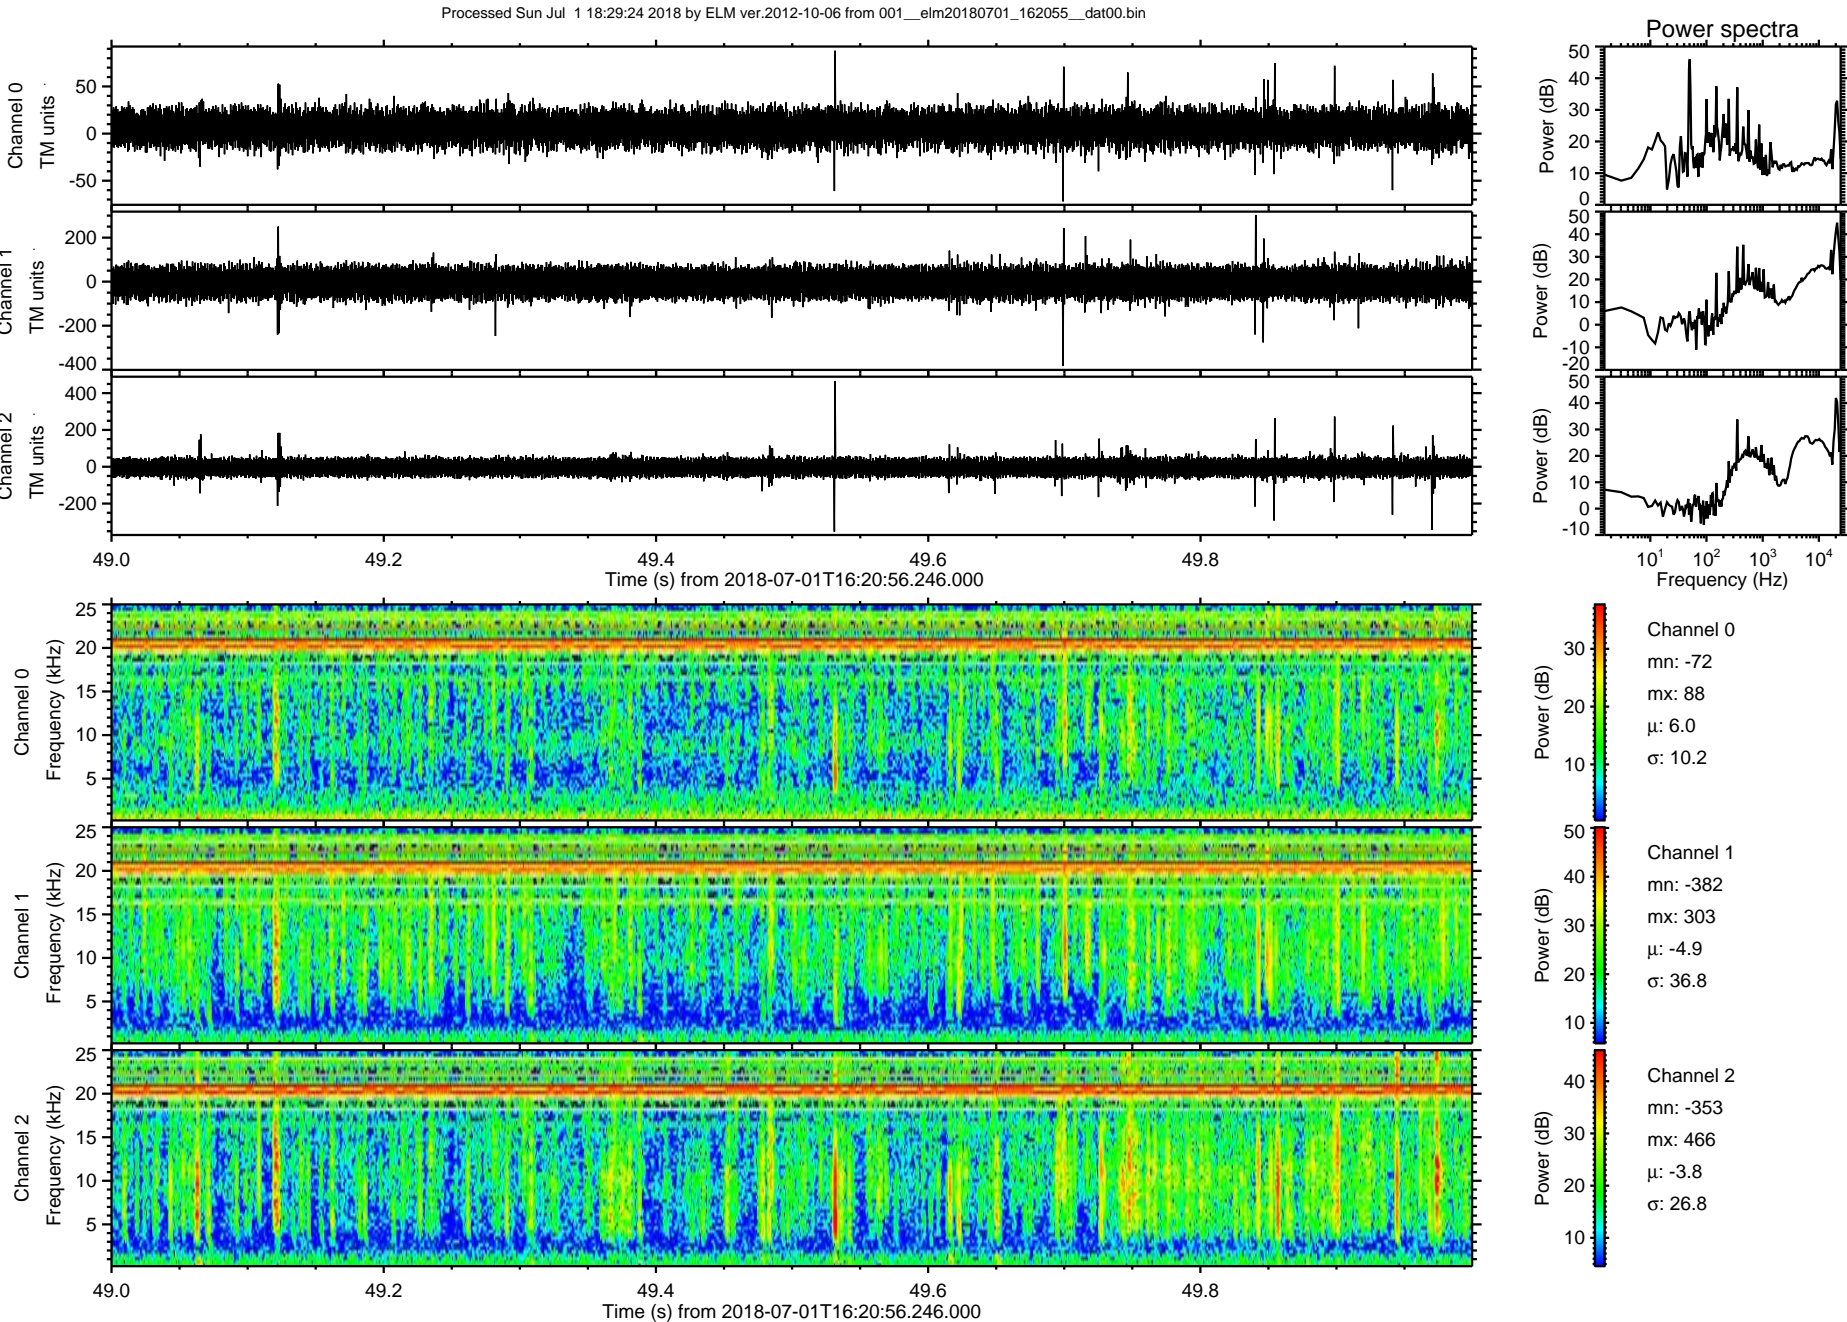 Processed Sun Jul  1 18:29:24 2018 by ELM ver.2012-10-06 from 001__elm20180701_162055__dat00.bin
Power spectra
Channel 0
TM units
50
0
-50
Power (dB)
50
40
30
20
10
0
Channel 1
TM units
200
0
-200
-400
Power (dB)
50
40
30
20
10
0
-10
-20
Channel 2
TM units
400
200
0
-200
Power (dB)
50
40
30
20
10
0
-10
49.0 49.2 49.4 49.6 49.8
Time (s) from 2018-07-01T16:20:56.246.000
10^1 10^2 10^3 10^4
Frequency (Hz)
Channel 0
Frequency (kHz)
25
20
15
10
5
Power (dB)
30
20
10
Channel 0
mn: -72
mx: 88
μ: 6.0
σ: 10.2
Channel 1
Frequency (kHz)
25
20
15
10
5
Power (dB)
50
40
30
20
10
Channel 1
mn: -382
mx: 303
μ: -4.9
σ: 36.8
Channel 2
Frequency (kHz)
25
20
15
10
5
Power (dB)
40
30
20
10
Channel 2
mn: -353
mx: 466
μ: -3.8
σ: 26.8
49.0 49.2 49.4 49.6 49.8
Time (s) from 2018-07-01T16:20:56.246.000